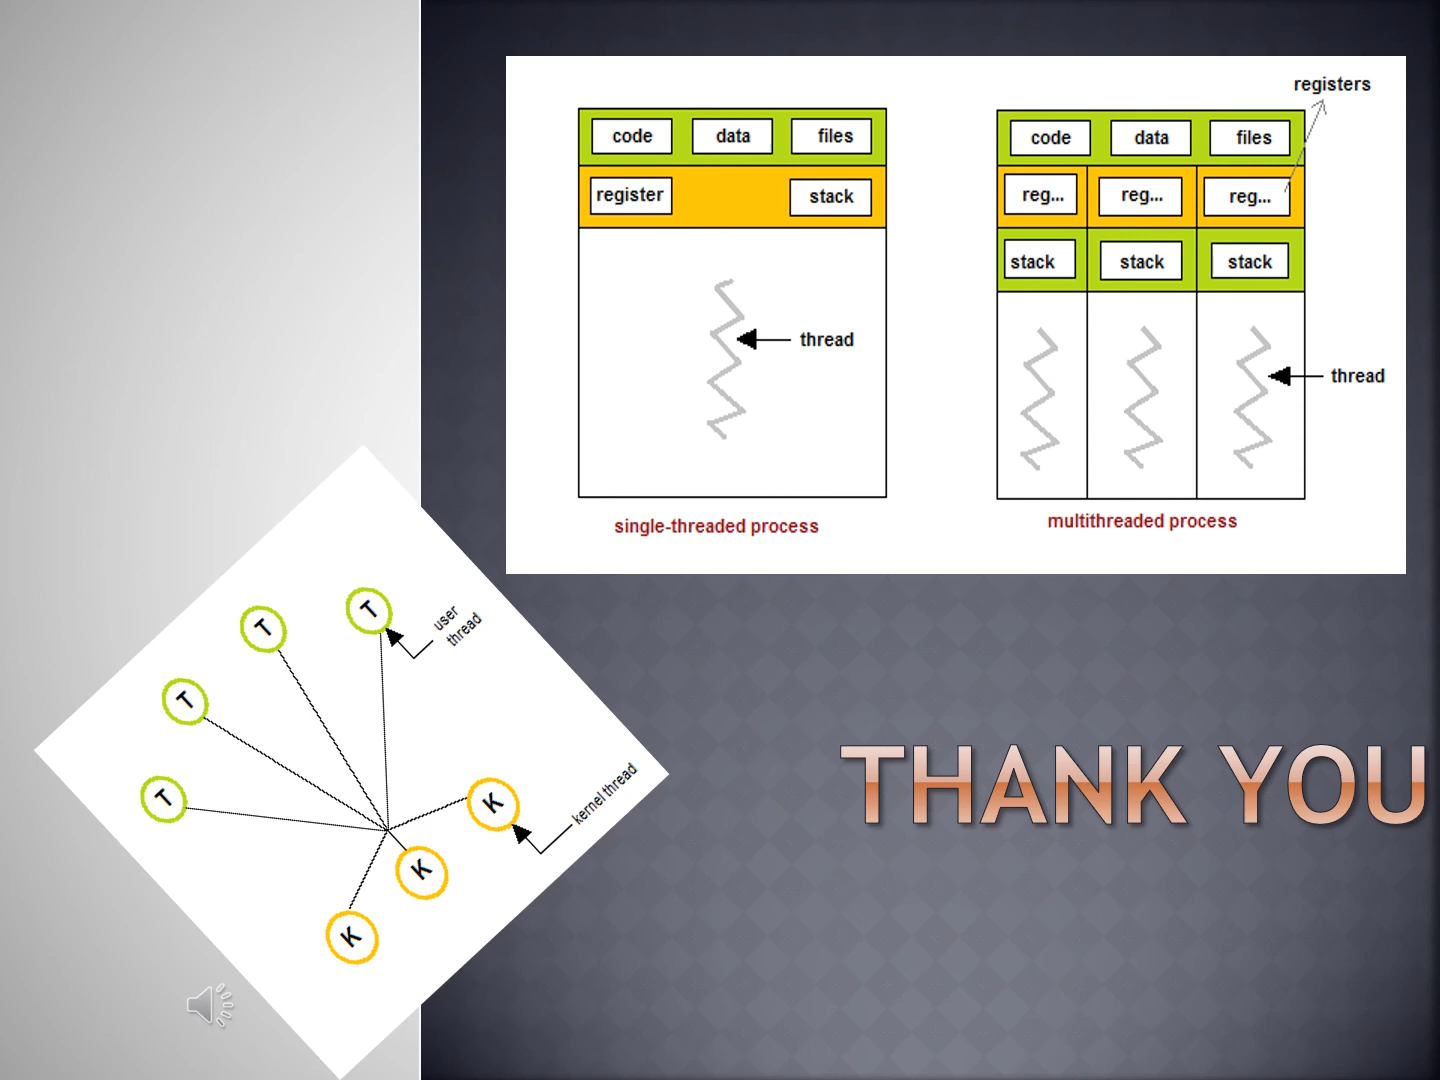 registers
code data files
register stack
thread
single-threaded process
code data files
reg... reg... reg...
stack stack stack
thread
multithreaded process
T T T T
user
thread
K K K
kernel thread
THANK YOU